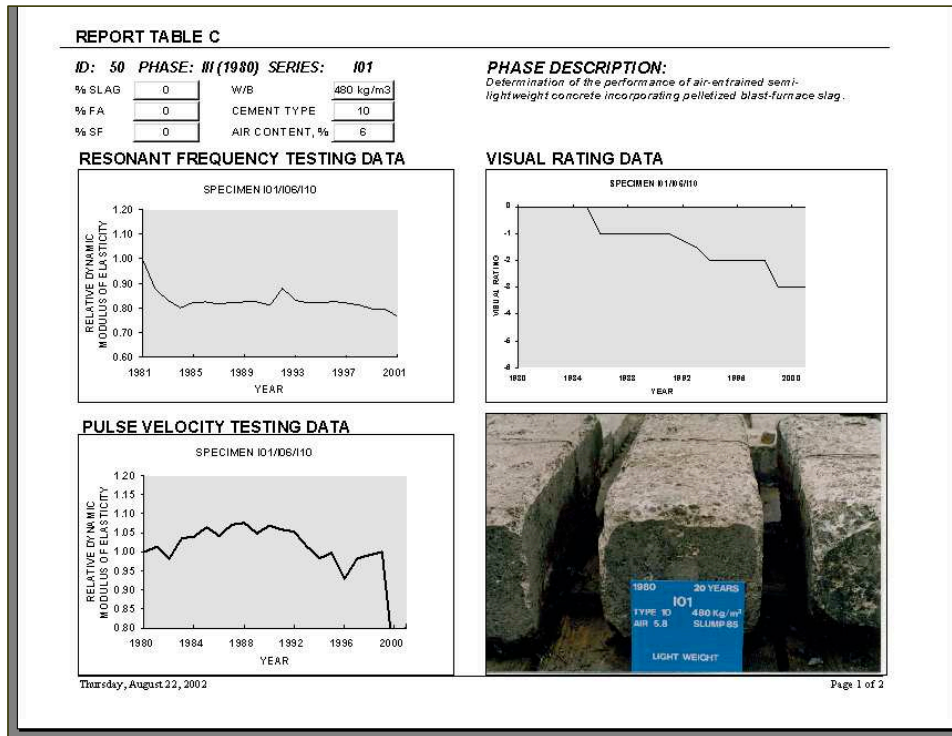 REPORT TABLE C
ID: 50 PHASE: III (1980) SERIES: I01
% SLAG 0 W/B 480 kg/m3
% FA 0 CEMENT TYPE 10
% SF 0 AIR CONTENT, % 6
PHASE DESCRIPTION:
Determination of the performance of air-entrained semi-
lightweight concrete incorporating pelletized blast-furnace slag.
RESONANT FREQUENCY TESTING DATA
SPECIMEN I01/I06/I10
RELATIVE DYNAMIC
MODULUS OF ELASTICITY
1.20
1.10
1.00
0.90
0.80
0.70
0.60
1981 1985 1989 1993 1997 2001
YEAR
VISUAL RATING DATA
SPECIMEN I01/I06/I10
VISUAL RATING
0
-1
-2
-3
-4
-5
-6
1980 1984 1988 1992 1996 2000
YEAR
PULSE VELOCITY TESTING DATA
SPECIMEN I01/I06/I10
RELATIVE DYNAMIC
MODULUS OF ELASTICITY
1.20
1.15
1.10
1.05
1.00
0.95
0.90
0.85
0.80
1980 1984 1988 1992 1996 2000
YEAR
1980 20 YEARS
I01
TYPE 10 480 Kg/m³
AIR 5.8 SLUMP 85
LIGHT WEIGHT
Thursday, August 22, 2002
Page 1 of 2